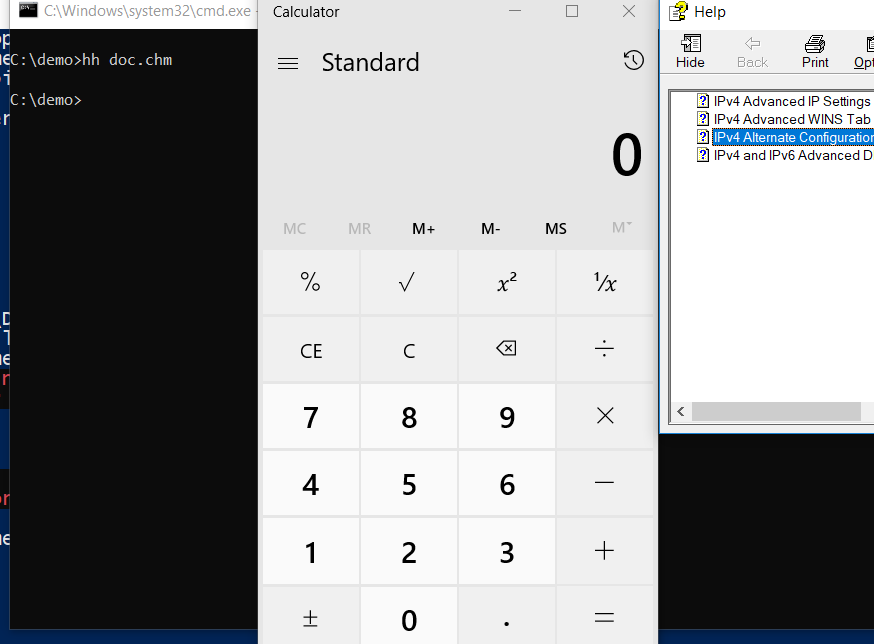 C:\Windows\system32\cmd.exe
C:\demo>hh doc.chm
C:\demo>
Calculator
Standard
0
MC MR M+ M- MS M
% √ x² ¹/x
CE C ÷
7 8 9 ×
4 5 6 −
1 2 3 +
± 0 . =
Help
Hide Back Print
IPv4 Advanced IP Settings
IPv4 Advanced WINS Tab
IPv4 Alternate Configuration
IPv4 and IPv6 Advanced D